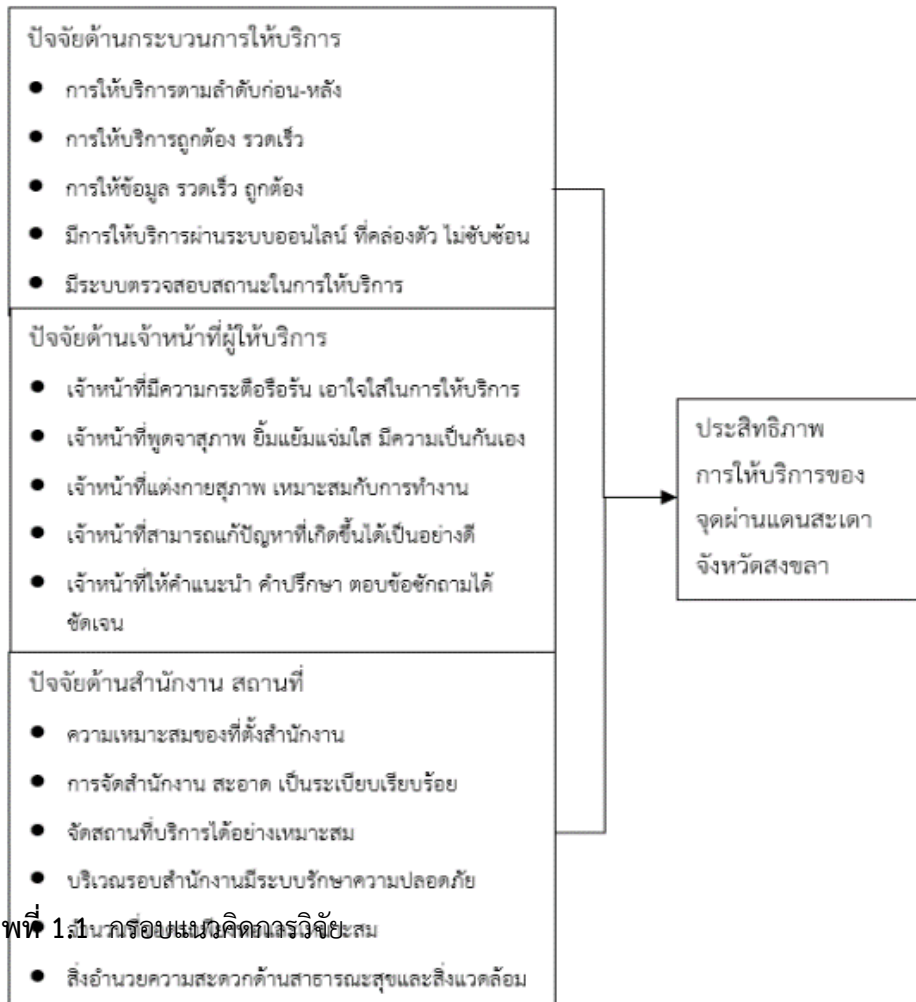 ปัจจัยด้านกระบวนการให้บริการ
● การให้บริการตามลำดับก่อน-หลัง
● การให้บริการถูกต้อง รวดเร็ว
● การให้ข้อมูล รวดเร็ว ถูกต้อง
● มีการให้บริการผ่านระบบออนไลน์ ที่คล่องตัว ไม่ซับซ้อน
● มีระบบตรวจสอบสถานะในการให้บริการ
ปัจจัยด้านเจ้าหน้าที่ผู้ให้บริการ
● เจ้าหน้าที่มีความกระตือรือร้น เอาใจใส่ในการให้บริการ
● เจ้าหน้าที่พูดจาสุภาพ ยิ้มแย้มแจ่มใส มีความเป็นกันเอง
● เจ้าหน้าที่แต่งกายสุภาพ เหมาะสมกับการทำงาน
● เจ้าหน้าที่สามารถแก้ปัญหาที่เกิดขึ้นได้เป็นอย่างดี
● เจ้าหน้าที่ให้คำแนะนำ คำปรึกษา ตอบข้อซักถามได้
ชัดเจน
ปัจจัยด้านสำนักงาน สถานที่
● ความเหมาะสมของที่ตั้งสำนักงาน
● การจัดสำนักงาน สะอาด เป็นระเบียบเรียบร้อย
● จัดสถานที่บริการได้อย่างเหมาะสม
● บริเวณรอบสำนักงานมีระบบรักษาความปลอดภัย
พที่ 1.1 กรอบแนวคิดการวิจัย
● สิ่งอำนวยความสะดวกด้านสาธารณะสุขและสิ่งแวดล้อม
ประสิทธิภาพ
การให้บริการของ
จุดผ่านแดนสะเดา
จังหวัดสงขลา